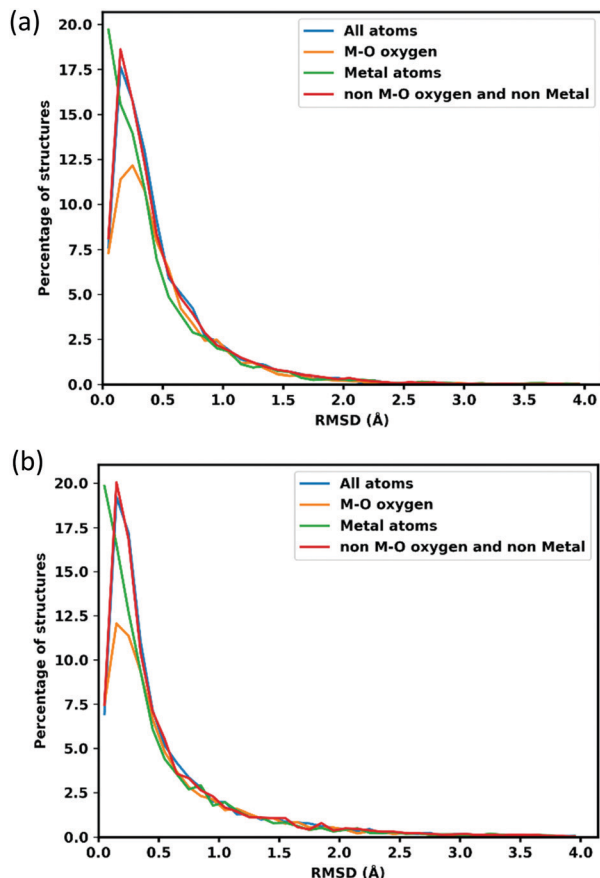 (a)
20.0
17.5
15.0
12.5
10.0
7.5
5.0
2.5
0.0
Percentage of structures
All atoms
M-O oxygen
Metal atoms
non M-O oxygen and non Metal
0.0 0.5 1.0 1.5 2.0 2.5 3.0 3.5 4.0
RMSD (Å)
(b)
20.0
17.5
15.0
12.5
10.0
7.5
5.0
2.5
0.0
Percentage of structures
All atoms
M-O oxygen
Metal atoms
non M-O oxygen and non Metal
0.0 0.5 1.0 1.5 2.0 2.5 3.0 3.5 4.0
RMSD (Å)